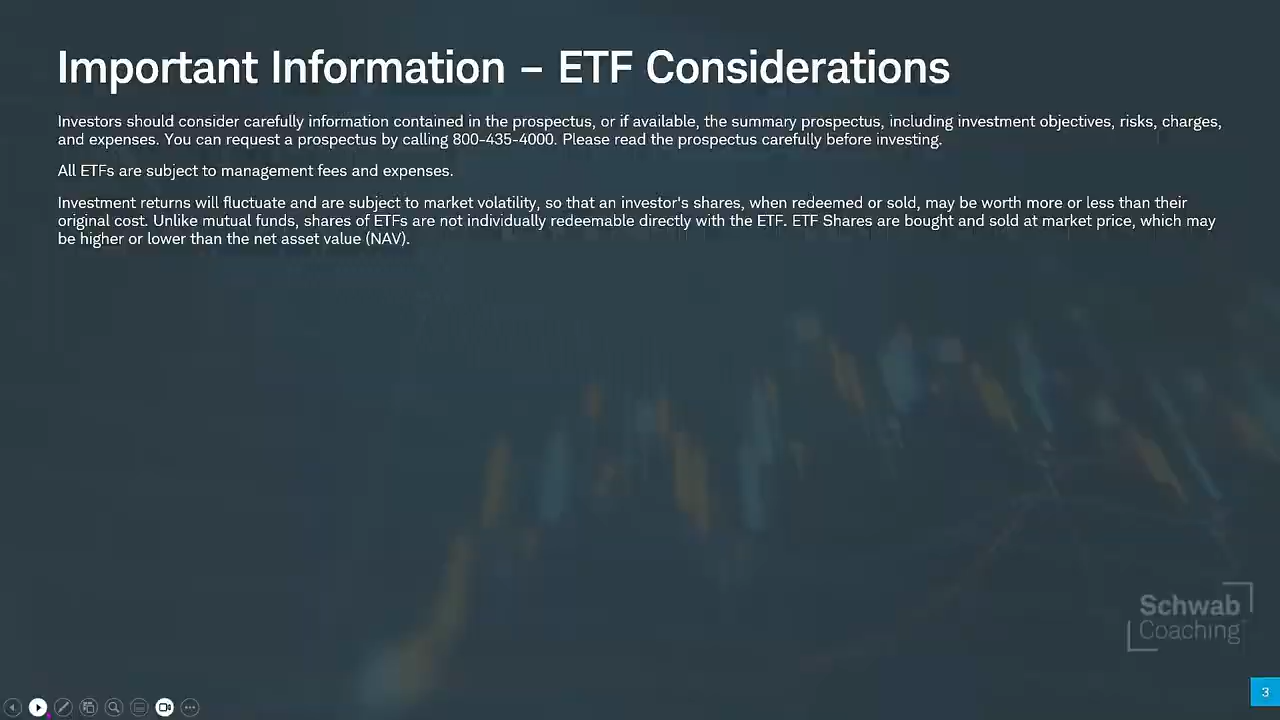 Important Information – ETF Considerations
Investors should consider carefully information contained in the prospectus, or if available, the summary prospectus, including investment objectives, risks, charges,
and expenses. You can request a prospectus by calling 800-435-4000. Please read the prospectus carefully before investing.
All ETFs are subject to management fees and expenses.
Investment returns will fluctuate and are subject to market volatility, so that an investor's shares, when redeemed or sold, may be worth more or less than their
original cost. Unlike mutual funds, shares of ETFs are not individually redeemable directly with the ETF. ETF Shares are bought and sold at market price, which may
be higher or lower than the net asset value (NAV).
Schwab
Coaching
3